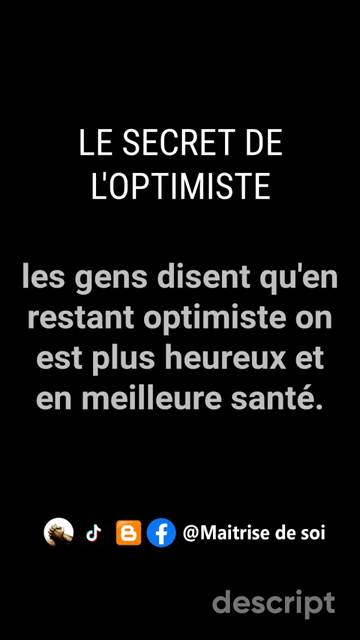 LE SECRET DE
L'OPTIMISTE
les gens disent qu'en
restant optimiste on
est plus heureux et
en meilleure santé.
@Maitrise de soi
descript